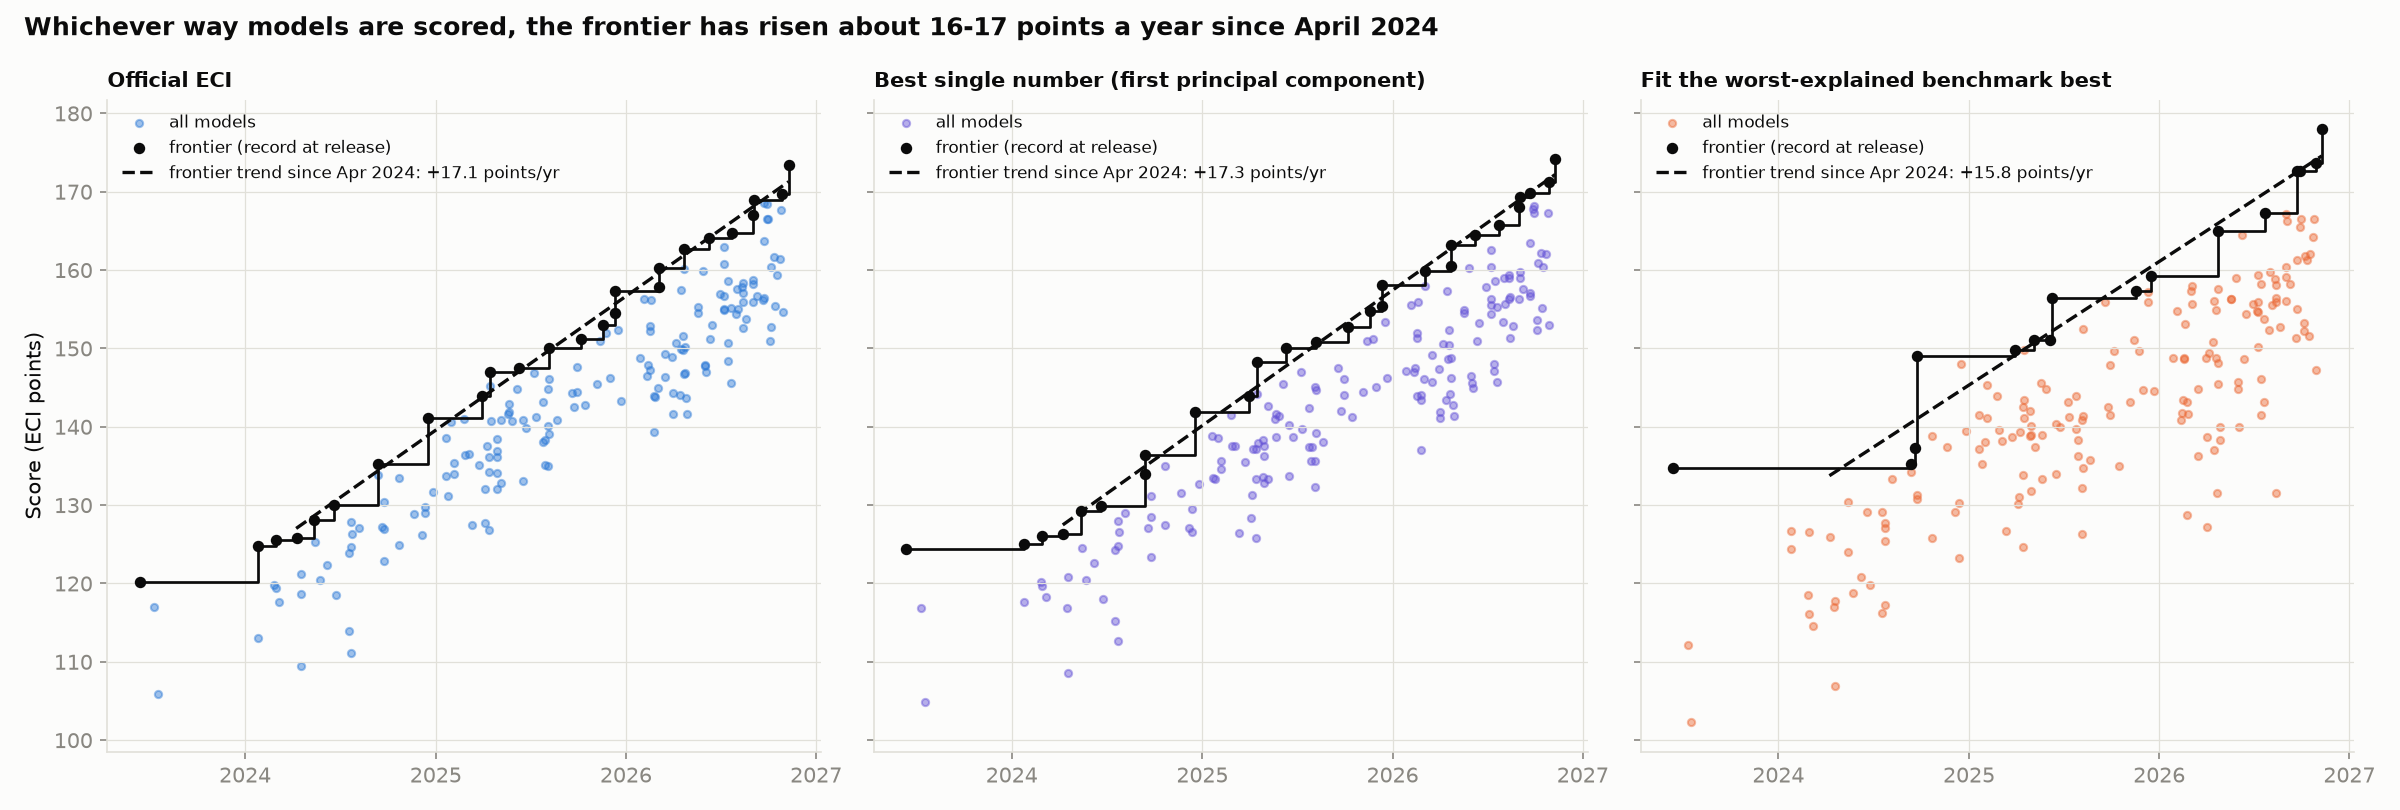 Whichever way models are scored, the frontier has risen about 16-17 points a year since April 2024
Official ECI
Score (ECI points)
180
170
160
150
140
130
120
110
100
all models
frontier (record at release)
frontier trend since Apr 2024: +17.1 points/yr
2024
2025
2026
2027
Best single number (first principal component)
all models
frontier (record at release)
frontier trend since Apr 2024: +17.3 points/yr
2024
2025
2026
2027
Fit the worst-explained benchmark best
all models
frontier (record at release)
frontier trend since Apr 2024: +15.8 points/yr
2024
2025
2026
2027